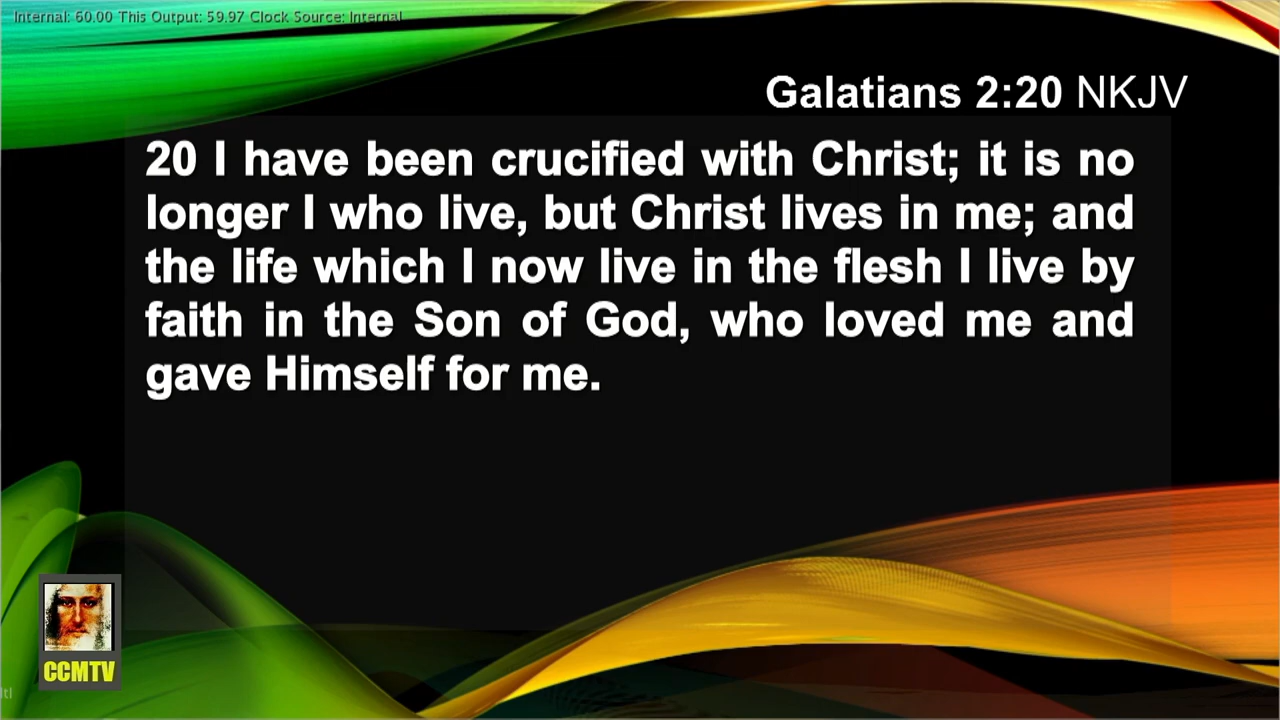 Internal: 60.00 This Output: 59.97 Clock Source: Internal
Galatians 2:20 NKJV
20 I have been crucified with Christ; it is no
longer I who live, but Christ lives in me; and
the life which I now live in the flesh I live by
faith in the Son of God, who loved me and
gave Himself for me.
CCMTV